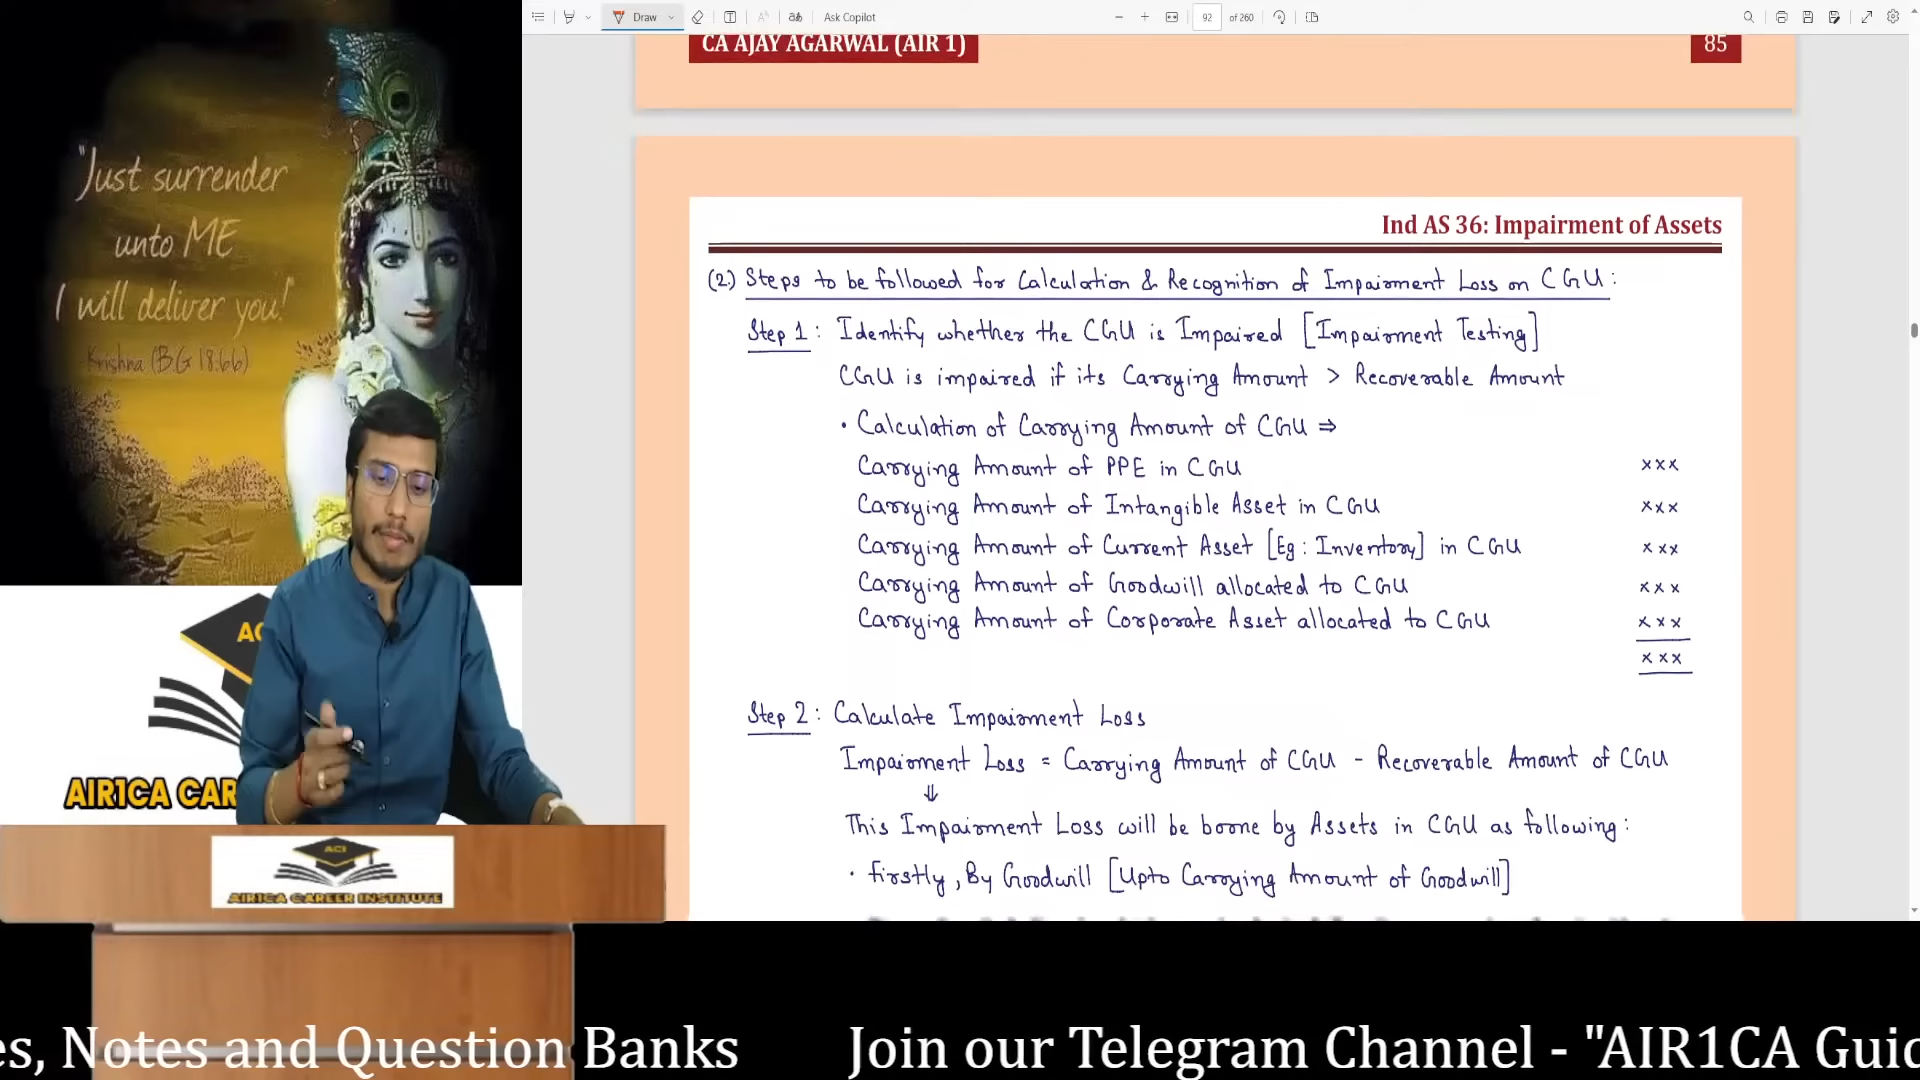 Draw
Ask Copilot
92 of 260
CA AJAY AGARWAL (AIR 1)
85
"Just surrender
unto ME
I will deliver you!"
Krishna (B.G 18:66)
Ind AS 36: Impairment of Assets
(2.) Steps to be followed for Calculation & Recognition of Impairment Loss on CGU:
Step 1: Identify whether the CGU is Impaired [Impairment Testing]
CGU is impaired if its Carrying Amount > Recoverable Amount
• Calculation of Carrying Amount of CGU ⇒
Carrying Amount of PPE in CGU xxx
Carrying Amount of Intangible Asset in CGU xxx
Carrying Amount of Current Asset [Eg: Inventory] in CGU xxx
Carrying Amount of Goodwill allocated to CGU xxx
Carrying Amount of Corporate Asset allocated to CGU xxx
xxx
Step 2: Calculate Impairment Loss
Impairment Loss = Carrying Amount of CGU - Recoverable Amount of CGU
⇓
This Impairment Loss will be borne by Assets in CGU as following:
• Firstly, By Goodwill [Upto Carrying Amount of Goodwill]
AIR1CA CAR
ACI
AIR1CA CAREER INSTITUTE
es, Notes and Question Banks Join our Telegram Channel - "AIR1CA Guid